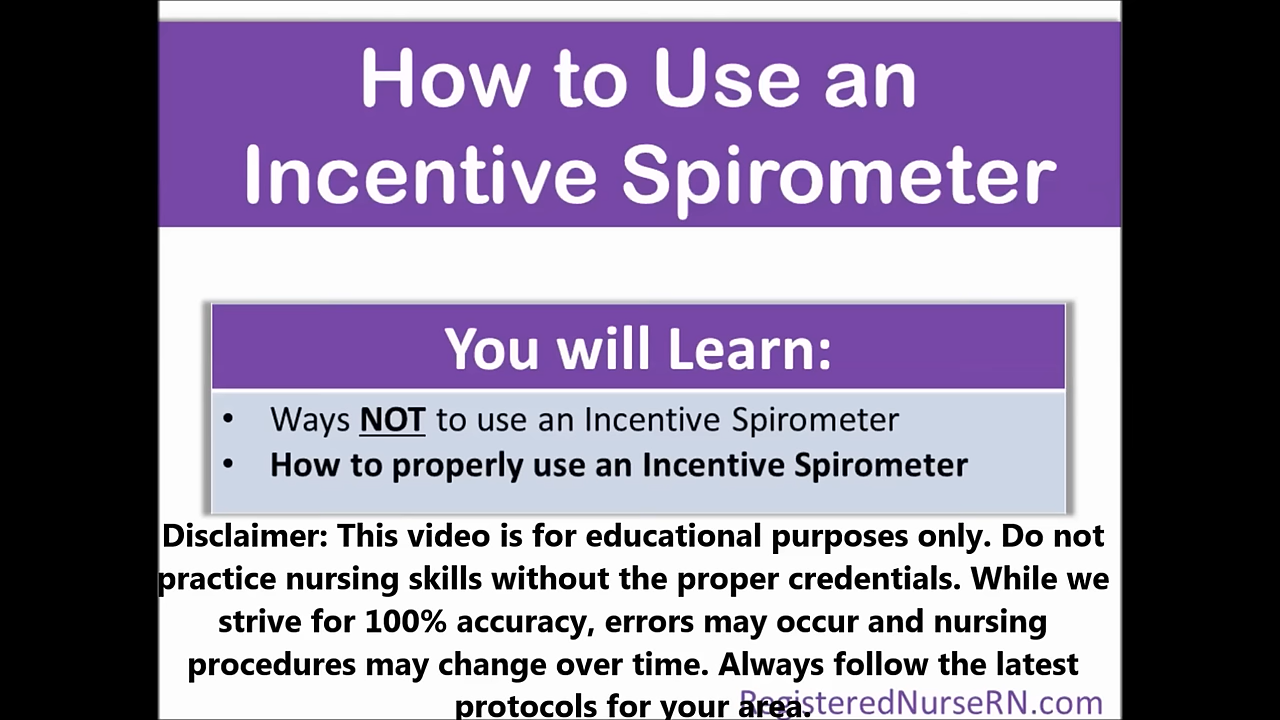 How to Use an
Incentive Spirometer
You will Learn:
• Ways NOT to use an Incentive Spirometer
• How to properly use an Incentive Spirometer
Disclaimer: This video is for educational purposes only. Do not
practice nursing skills without the proper credentials. While we
strive for 100% accuracy, errors may occur and nursing
procedures may change over time. Always follow the latest
protocols for your area.
RegisteredNurseRN.com